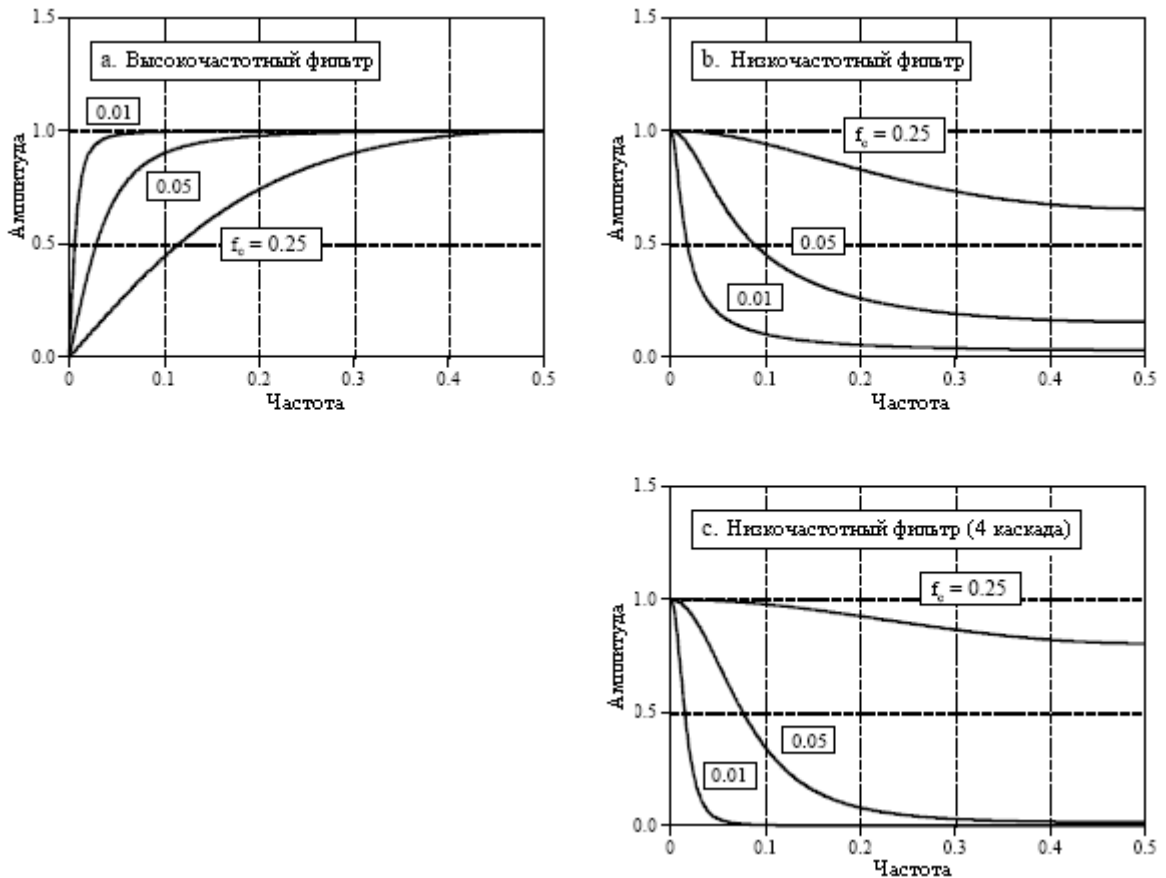 1.5
a. Высокочастотный фильтр
0.01
1.0
0.05
Амплитуда
0.5
f_c = 0.25
0.0
0 0.1 0.2 0.3 0.4 0.5
Частота
1.5
b. Низкочастотный фильтр
1.0
f_c = 0.25
Амплитуда
0.5
0.05
0.01
0.0
0 0.1 0.2 0.3 0.4 0.5
Частота
1.5
c. Низкочастотный фильтр (4 каскада)
1.0
f_c = 0.25
Амплитуда
0.5
0.05
0.01
0.0
0 0.1 0.2 0.3 0.4 0.5
Частота